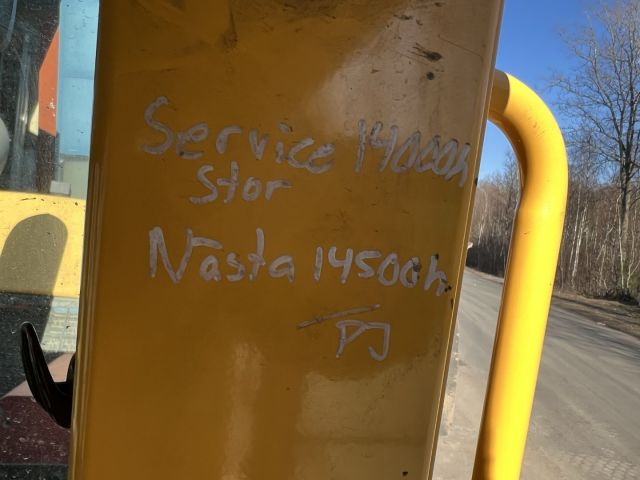 Service 14000h
Stor
Nästa 14500h
/PJ